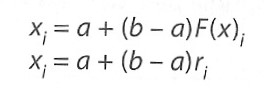 xᵢ = a + (b – a)F(x)ᵢ
xᵢ = a + (b – a)rᵢ